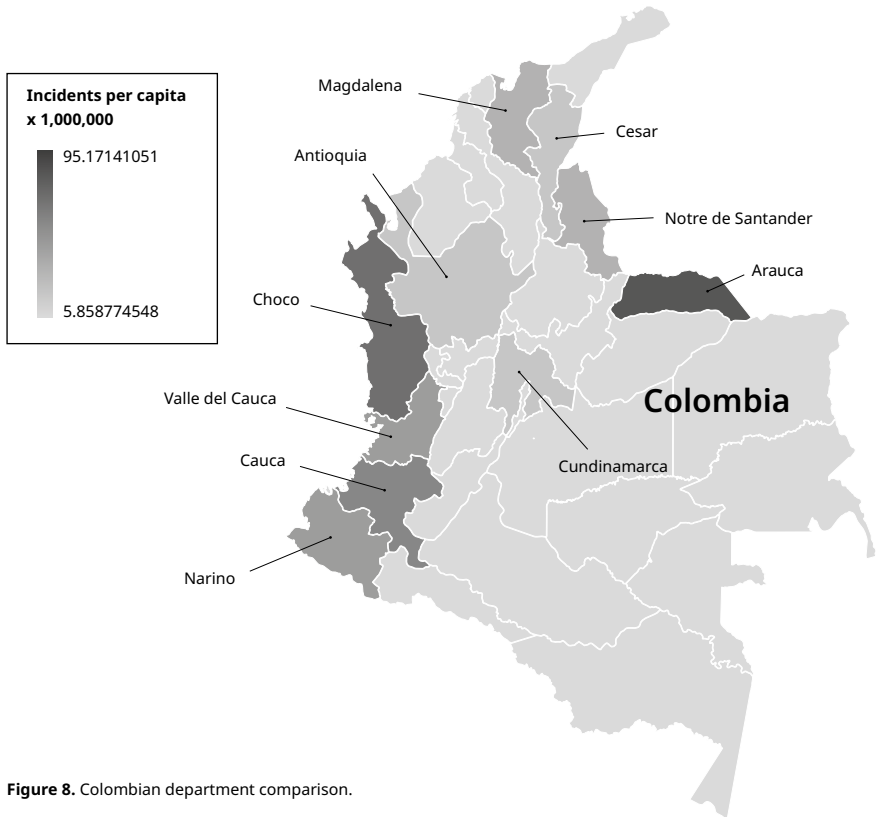 Incidents per capita
x 1,000,000
95.17141051
5.858774548
Magdalena
Cesar
Antioquia
Notre de Santander
Arauca
Choco
Valle del Cauca
Colombia
Cauca
Cundinamarca
Narino
Figure 8. Colombian department comparison.